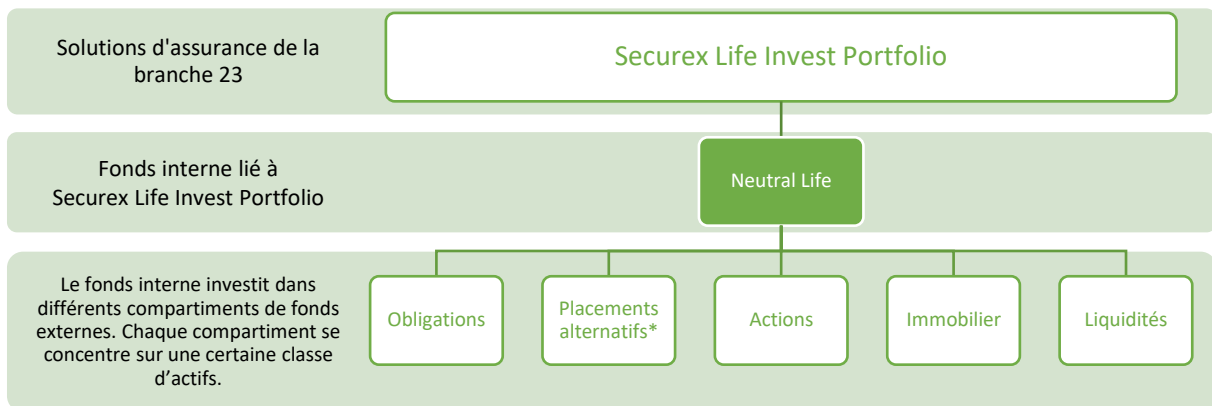 Solutions d'assurance de la
branche 23
Securex Life Invest Portfolio
Fonds interne lié à
Securex Life Invest Portfolio
Neutral Life
Le fonds interne investit dans
différents compartiments de fonds
externes. Chaque compartiment se
concentre sur une certaine classe
d’actifs.
Obligations
Placements
alternatifs*
Actions
Immobilier
Liquidités